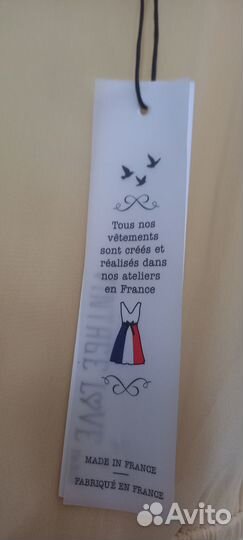 Tous nos
vêtements
sont créés et
réalisés dans
nos ateliers
en France
MADE IN FRANCE
FABRIQUÉ EN FRANCE
Avito